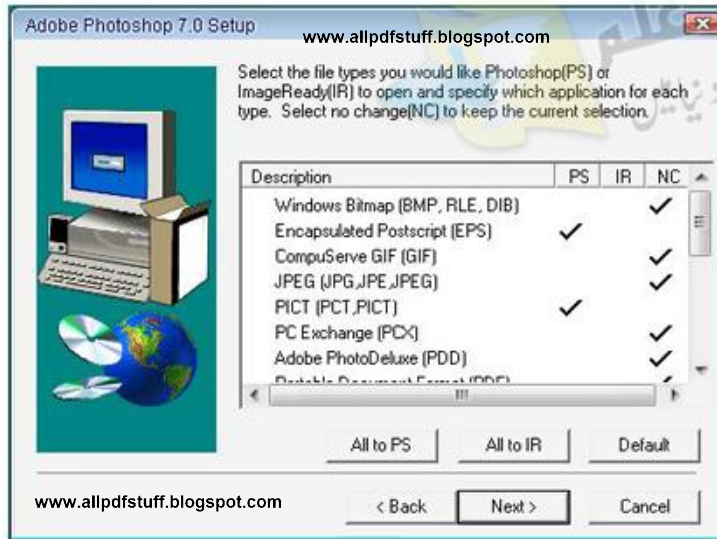 Adobe Photoshop 7.0 Setup
www.allpdfstuff.blogspot.com
Select the file types you would like Photoshop(PS) or
ImageReady(IR) to open and specify which application for each
type. Select no change(NC) to keep the current selection.
Description PS IR NC
Windows Bitmap (BMP, RLE, DIB)
Encapsulated Postscript (EPS)
CompuServe GIF (GIF)
JPEG (JPG,JPE,JPEG)
PICT (PCT,PICT)
PC Exchange (PCX)
Adobe PhotoDeluxe (PDD)
Portable Document Format (PDF)
All to PS All to IR Default
www.allpdfstuff.blogspot.com
< Back Next > Cancel